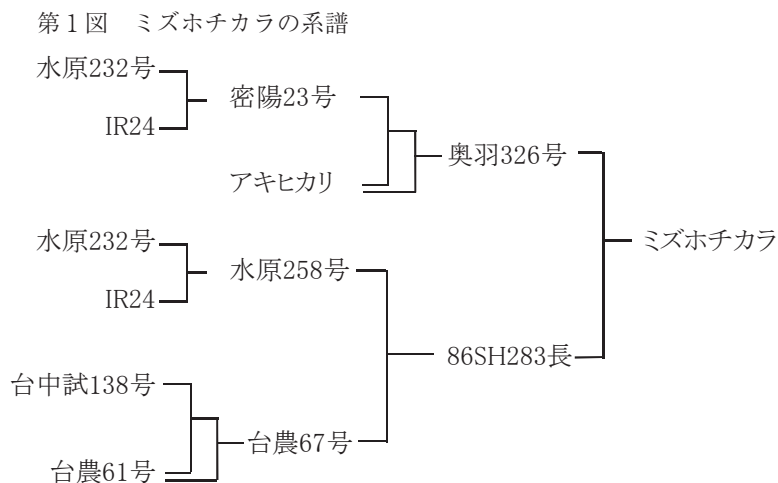 第1図 ミズホチカラの系譜
水原232号
IR24
密陽23号
アキヒカリ
奥羽326号
水原232号
IR24
水原258号
台中試138号
台農61号
台農67号
86SH283長
ミズホチカラ